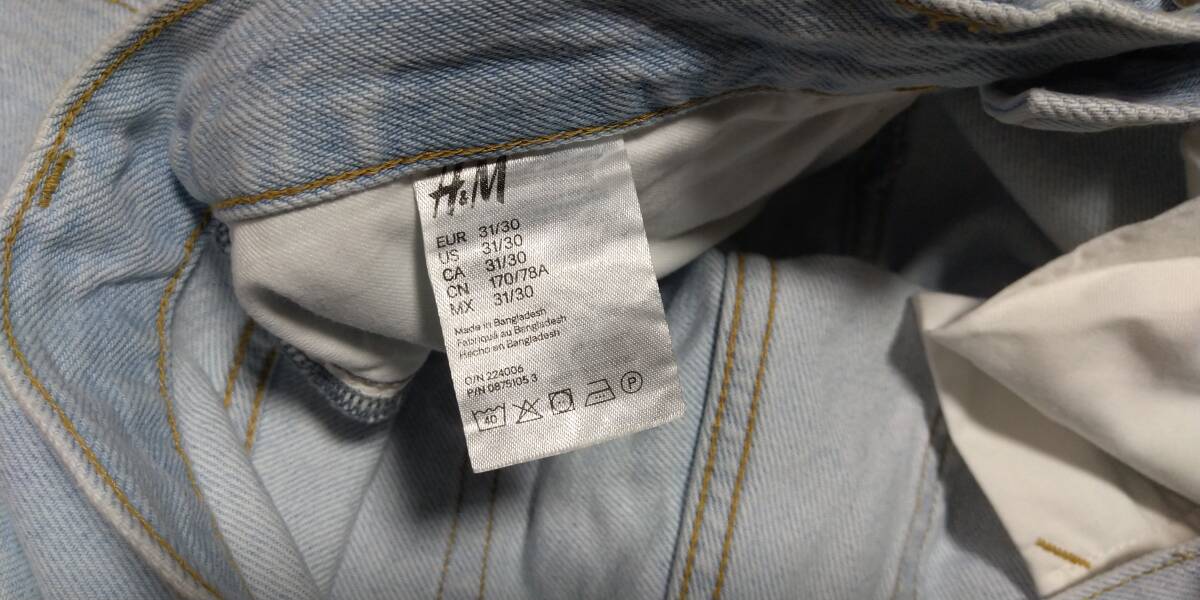 H&M
EUR 31/30
US 31/30
CA 31/30
CN 170/78A
MX 31/30
Made in Bangladesh
Fabriqué au Bengladesh
Hecho en Bangladesh
O/N 224006
P/N 0875105 3
40
P